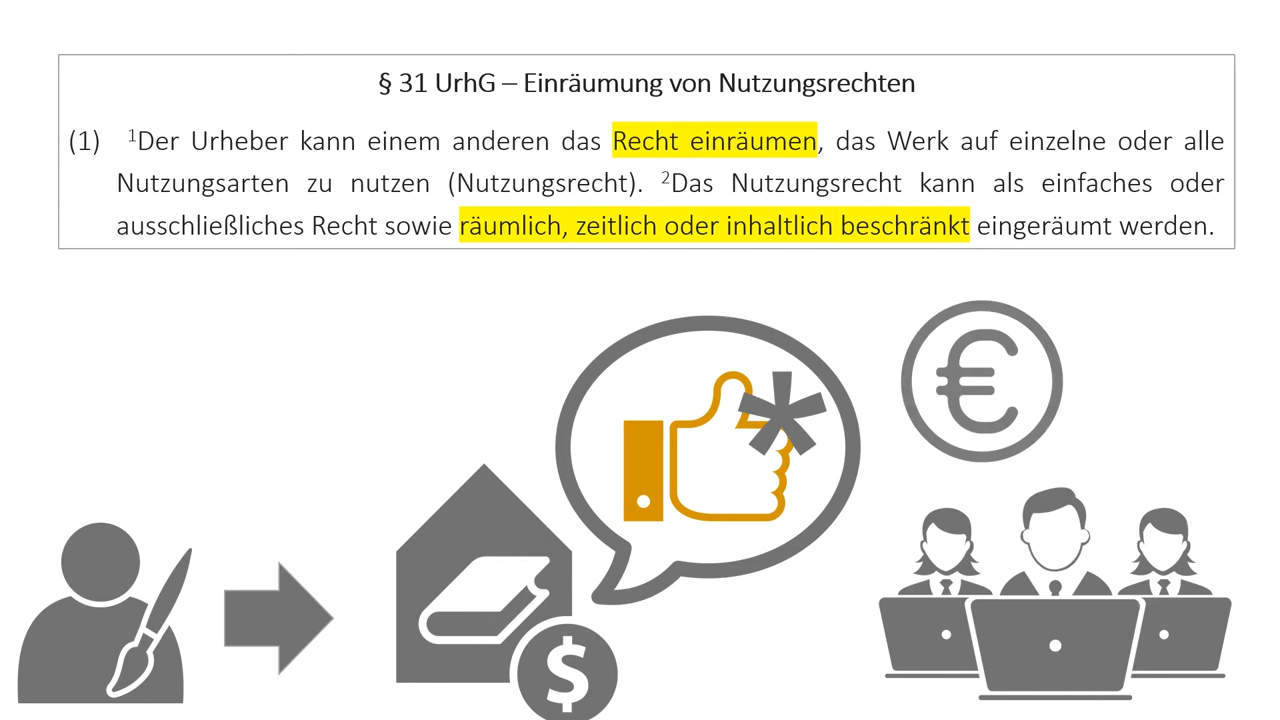 § 31 UrhG – Einräumung von Nutzungsrechten
(1) ¹Der Urheber kann einem anderen das Recht einräumen, das Werk auf einzelne oder alle
Nutzungsarten zu nutzen (Nutzungsrecht). ²Das Nutzungsrecht kann als einfaches oder
ausschließliches Recht sowie räumlich, zeitlich oder inhaltlich beschränkt eingeräumt werden.
*
€
$